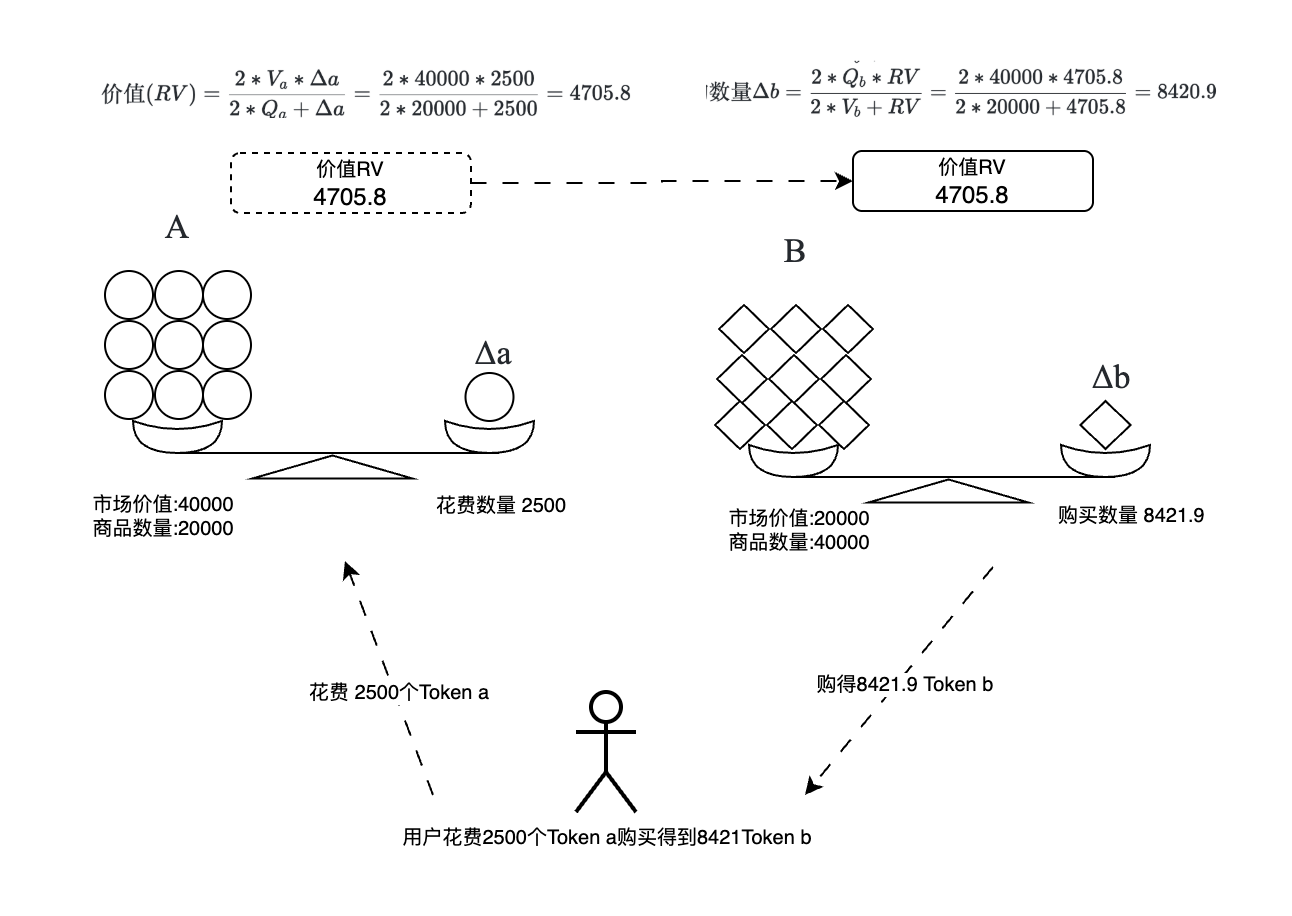 价值(RV) = \frac{2 * V_a * Δa}{2 * Q_a + Δa} = \frac{2 * 40000 * 2500}{2 * 20000 + 2500} = 4705.8
数量Δb = \frac{2 * Q_b * RV}{2 * V_b + RV} = \frac{2 * 40000 * 4705.8}{2 * 20000 + 4705.8} = 8420.9
价值RV
4705.8
价值RV
4705.8
A
B
Δa
Δb
市场价值:40000
商品数量:20000
花费数量 2500
市场价值:20000
商品数量:40000
购买数量 8421.9
花费 2500个Token a
购得8421.9 Token b
用户花费2500个Token a购买得到8421Token b